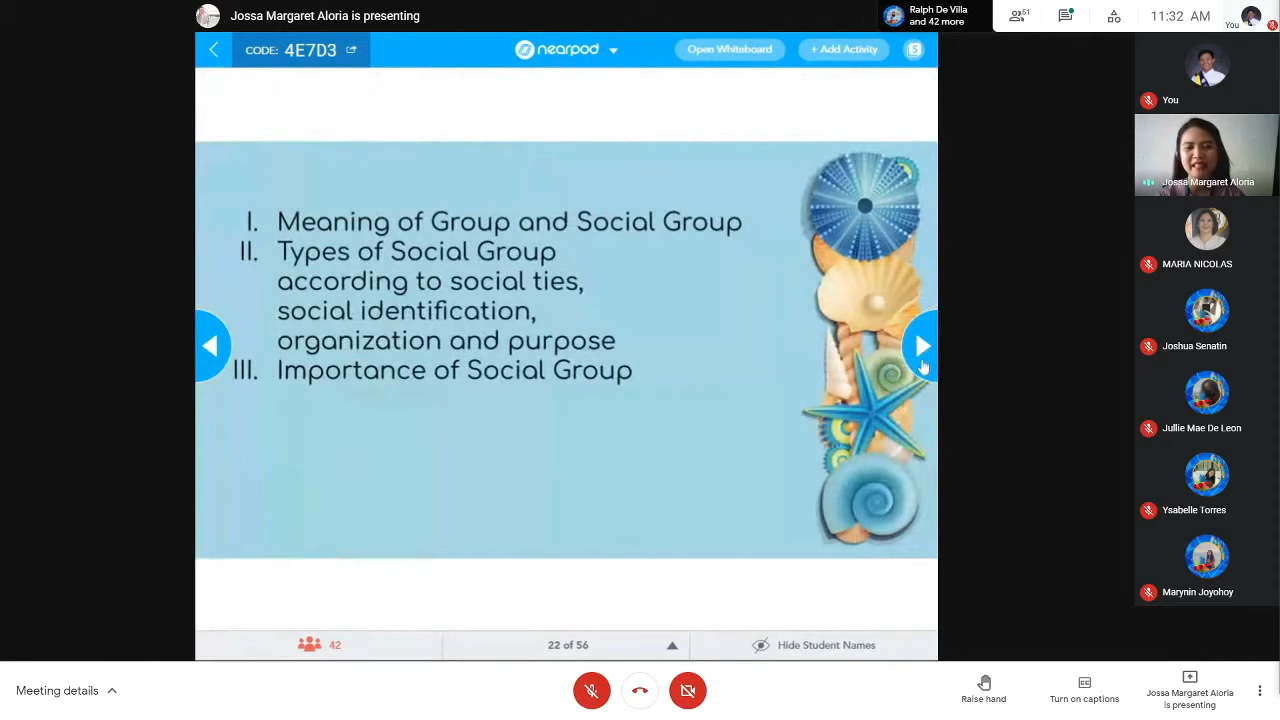 Jossa Margaret Aloria is presenting
Ralph De Villa
and 42 more
51
11:32 AM
You
CODE: 4E7D3
nearpod
Open Whiteboard
+ Add Activity
S
I. Meaning of Group and Social Group
II. Types of Social Group
according to social ties,
social identification,
organization and purpose
III. Importance of Social Group
42
22 of 56
Hide Student Names
You
Jossa Margaret Aloria
MARIA NICOLAS
Joshua Senatin
Jullie Mae De Leon
Ysabelle Torres
Marynin Joyohoy
Meeting details
Raise hand
Turn on captions
Jossa Margaret Aloria
is presenting